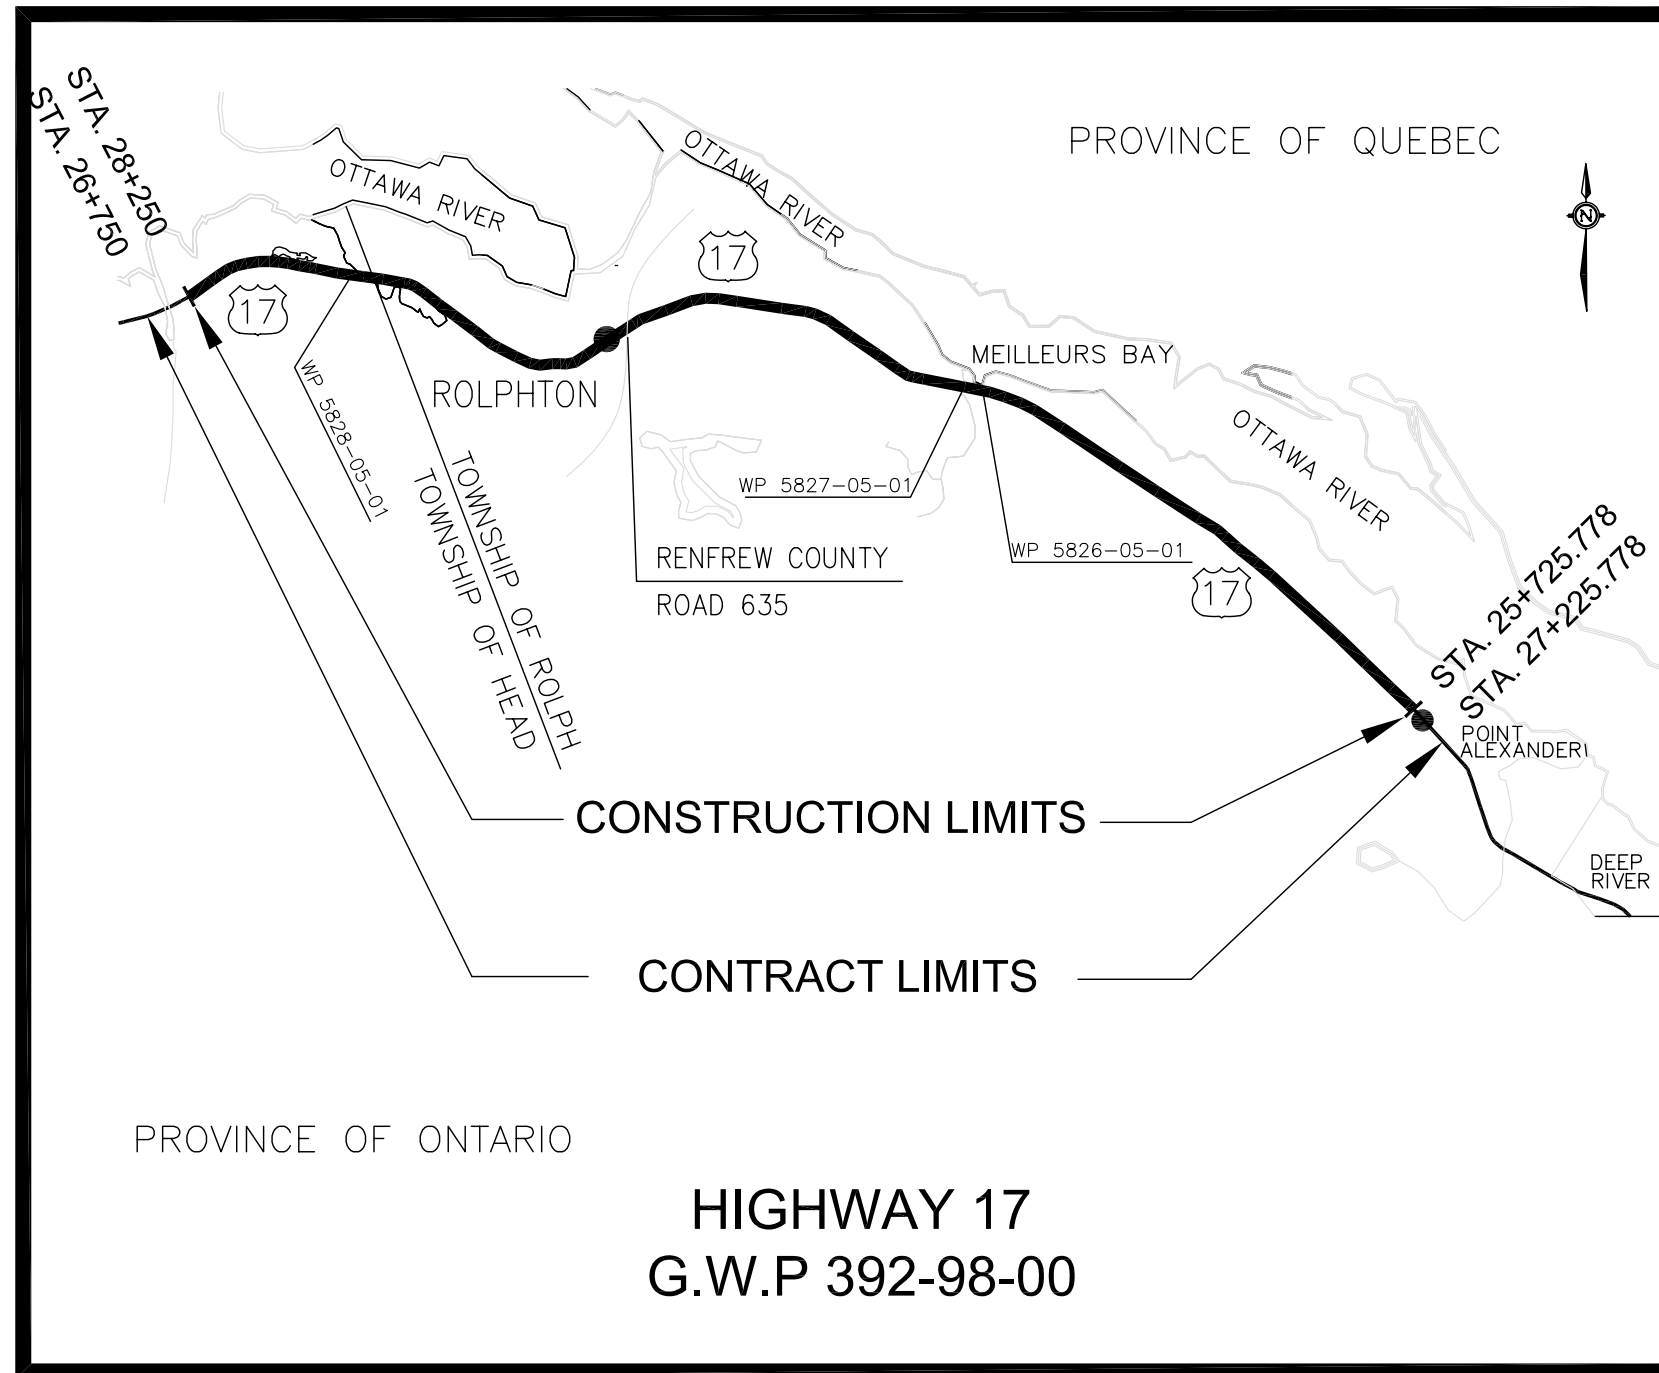 STA. 28+250
STA. 26+750
OTTAWA RIVER
OTTAWA RIVER
PROVINCE OF QUEBEC
N
17
17
MEILLEURS BAY
ROLPHTON
WP 5828-05-01
TOWNSHIP OF ROLPH
TOWNSHIP OF HEAD
WP 5827-05-01
OTTAWA RIVER
RENFREW COUNTY
ROAD 635
WP 5826-05-01
17
STA. 25+725.778
STA. 27+225.778
POINT
ALEXANDER
CONSTRUCTION LIMITS
DEEP
RIVER
CONTRACT LIMITS
PROVINCE OF ONTARIO
HIGHWAY 17
G.W.P 392-98-00